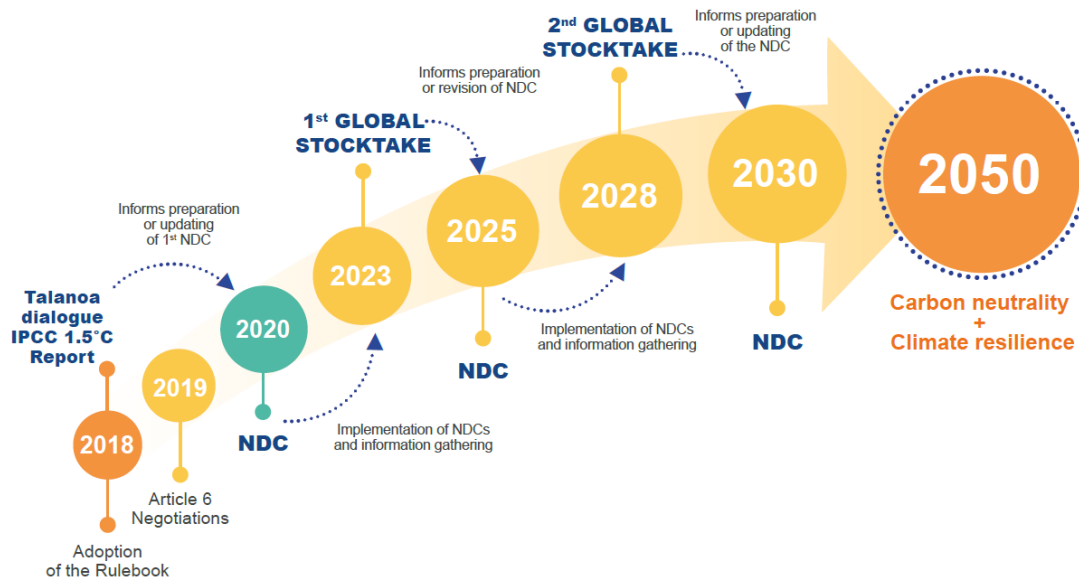 Talanoa
dialogue
IPCC 1.5°C
Report
2018
Adoption
of the Rulebook
2019
Article 6
Negotiations
Informs preparation
or updating
of 1st NDC
2020
NDC
Implementation of NDCs
and information gathering
1st GLOBAL
STOCKTAKE
2023
Informs preparation
or revision of NDC
2025
NDC
Implementation of NDCs
and information gathering
2nd GLOBAL
STOCKTAKE
2028
Informs preparation
or updating
of the NDC
2030
NDC
2050
Carbon neutrality
+
Climate resilience